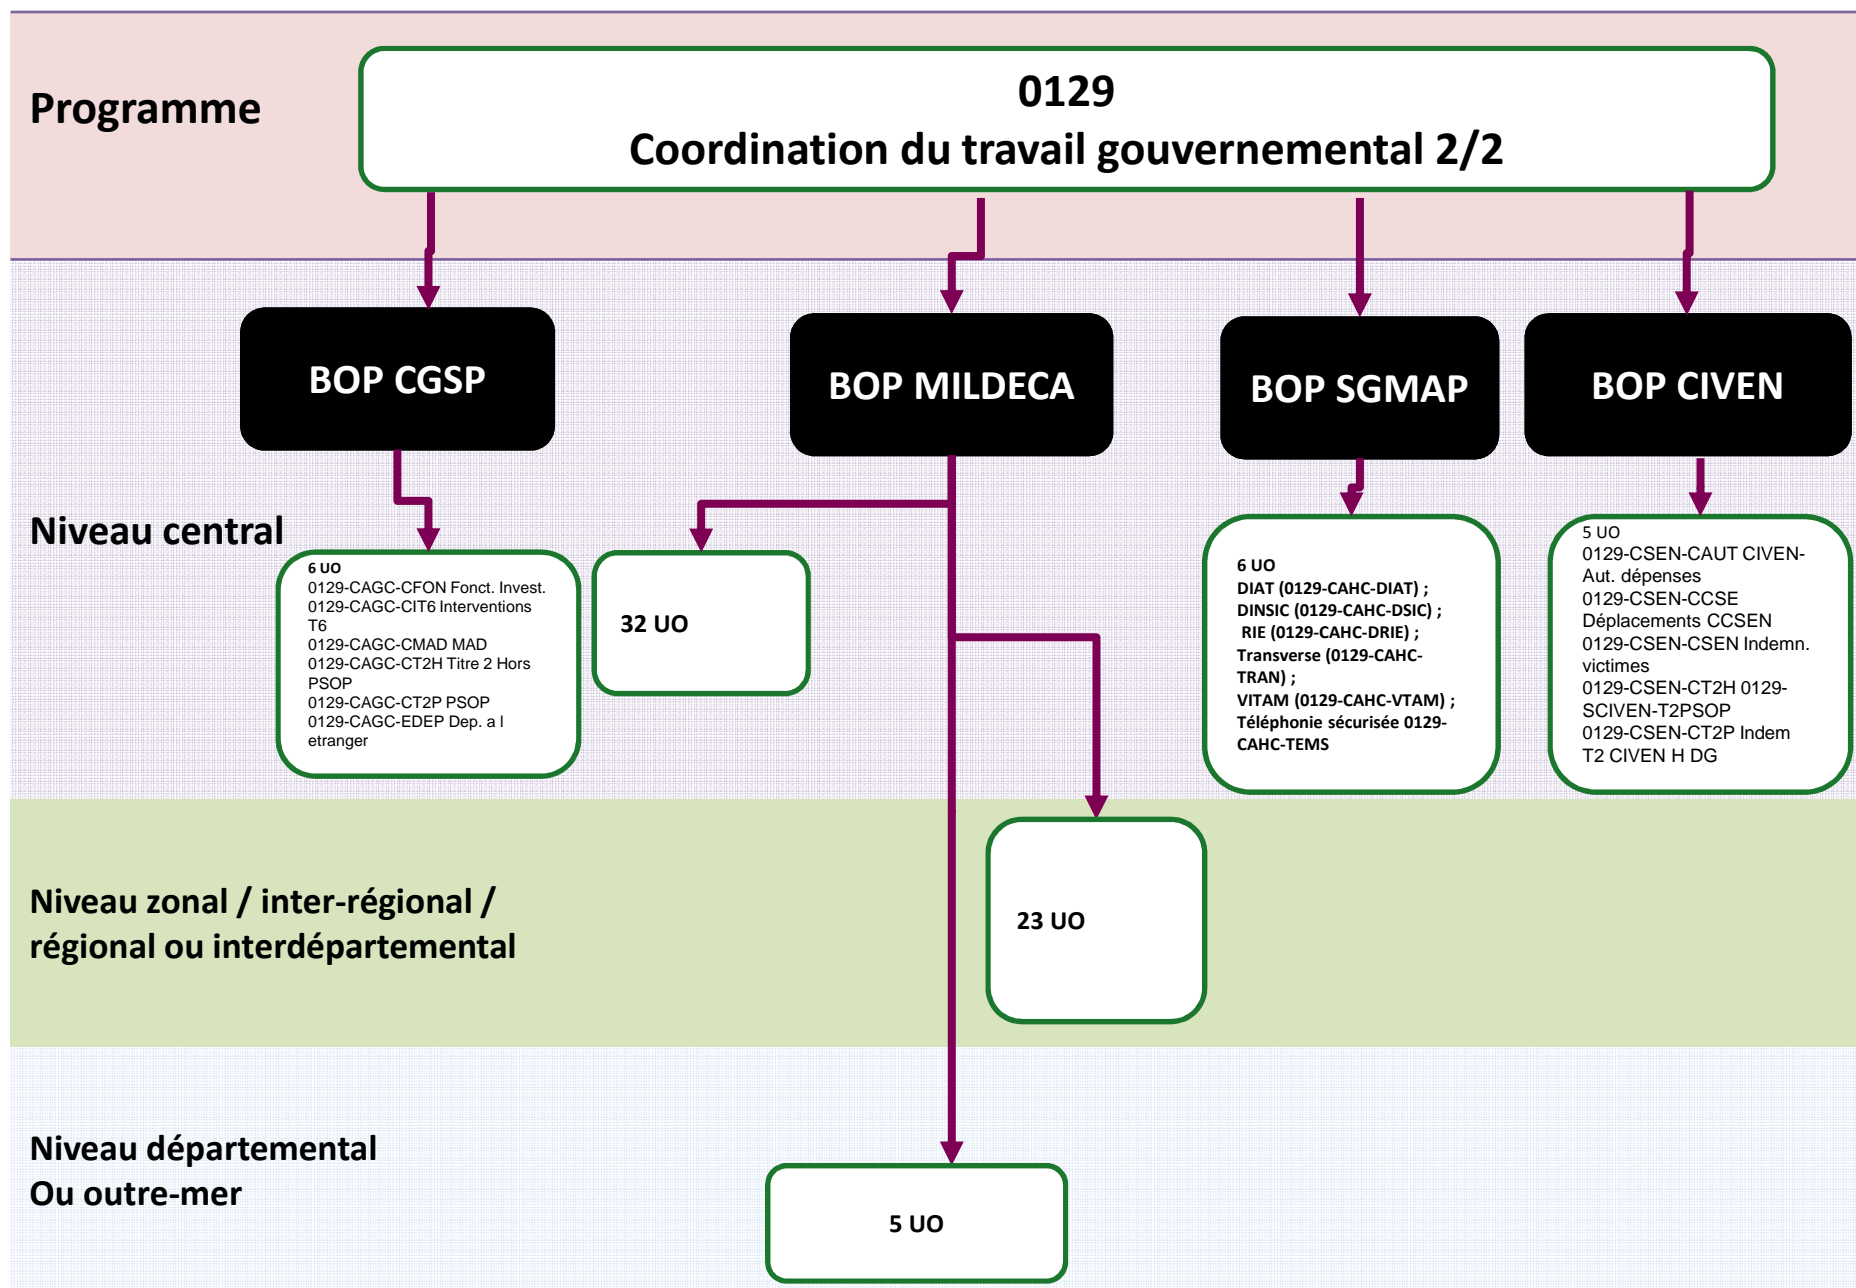 Programme
0129
Coordination du travail gouvernemental 2/2
BOP CGSP
BOP MILDECA
BOP SGMAP
BOP CIVEN
Niveau central
6 UO
0129-CAGC-CFON Fonct. Invest.
0129-CAGC-CIT6 Interventions
T6
0129-CAGC-CMAD MAD
0129-CAGC-CT2H Titre 2 Hors
PSOP
0129-CAGC-CT2P PSOP
0129-CAGC-EDEP Dep. a l
etranger
32 UO
6 UO
DIAT (0129-CAHC-DIAT) ;
DINSIC (0129-CAHC-DSIC) ;
RIE (0129-CAHC-DRIE) ;
Transverse (0129-CAHC-
TRAN) ;
VITAM (0129-CAHC-VTAM) ;
Téléphonie sécurisée 0129-
CAHC-TEMS
5 UO
0129-CSEN-CAUT CIVEN-
Aut. dépenses
0129-CSEN-CCSE
Déplacements CCSEN
0129-CSEN-CSEN Indemn.
victimes
0129-CSEN-CT2H 0129-
SCIVEN-T2PSOP
0129-CSEN-CT2P Indem
T2 CIVEN H DG
Niveau zonal / inter-régional /
régional ou interdépartemental
23 UO
Niveau départemental
Ou outre-mer
5 UO